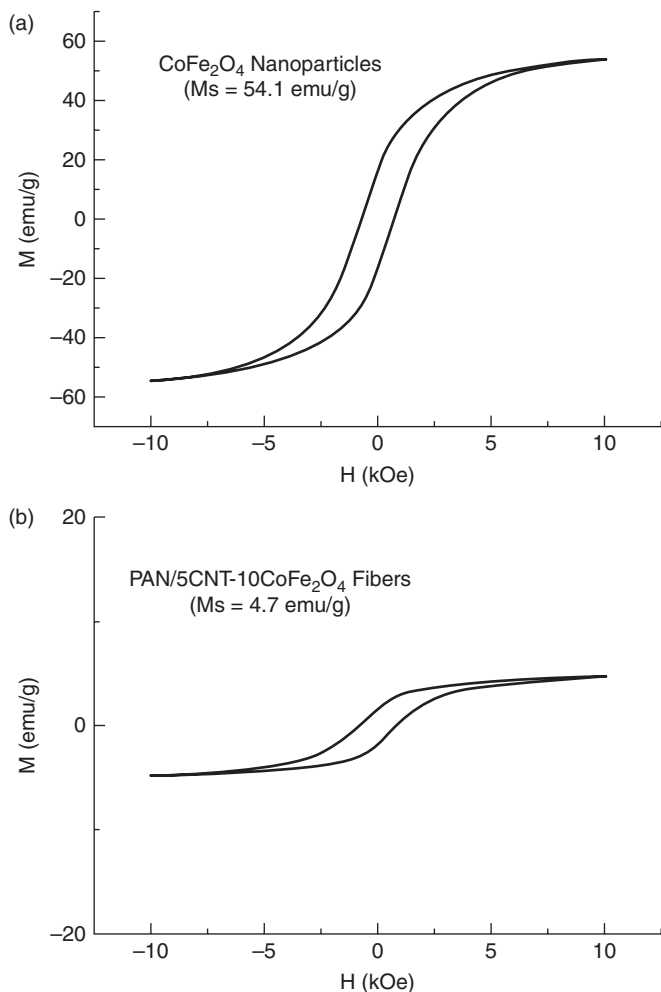 (a)
60
CoFe₂O₄ Nanoparticles
(Ms = 54.1 emu/g)
40
20
0
–20
–40
–60
M (emu/g)
–10 –5 0 5 10
H (kOe)
(b)
20
PAN/5CNT-10CoFe₂O₄ Fibers
(Ms = 4.7 emu/g)
0
–20
M (emu/g)
–10 –5 0 5 10
H (kOe)